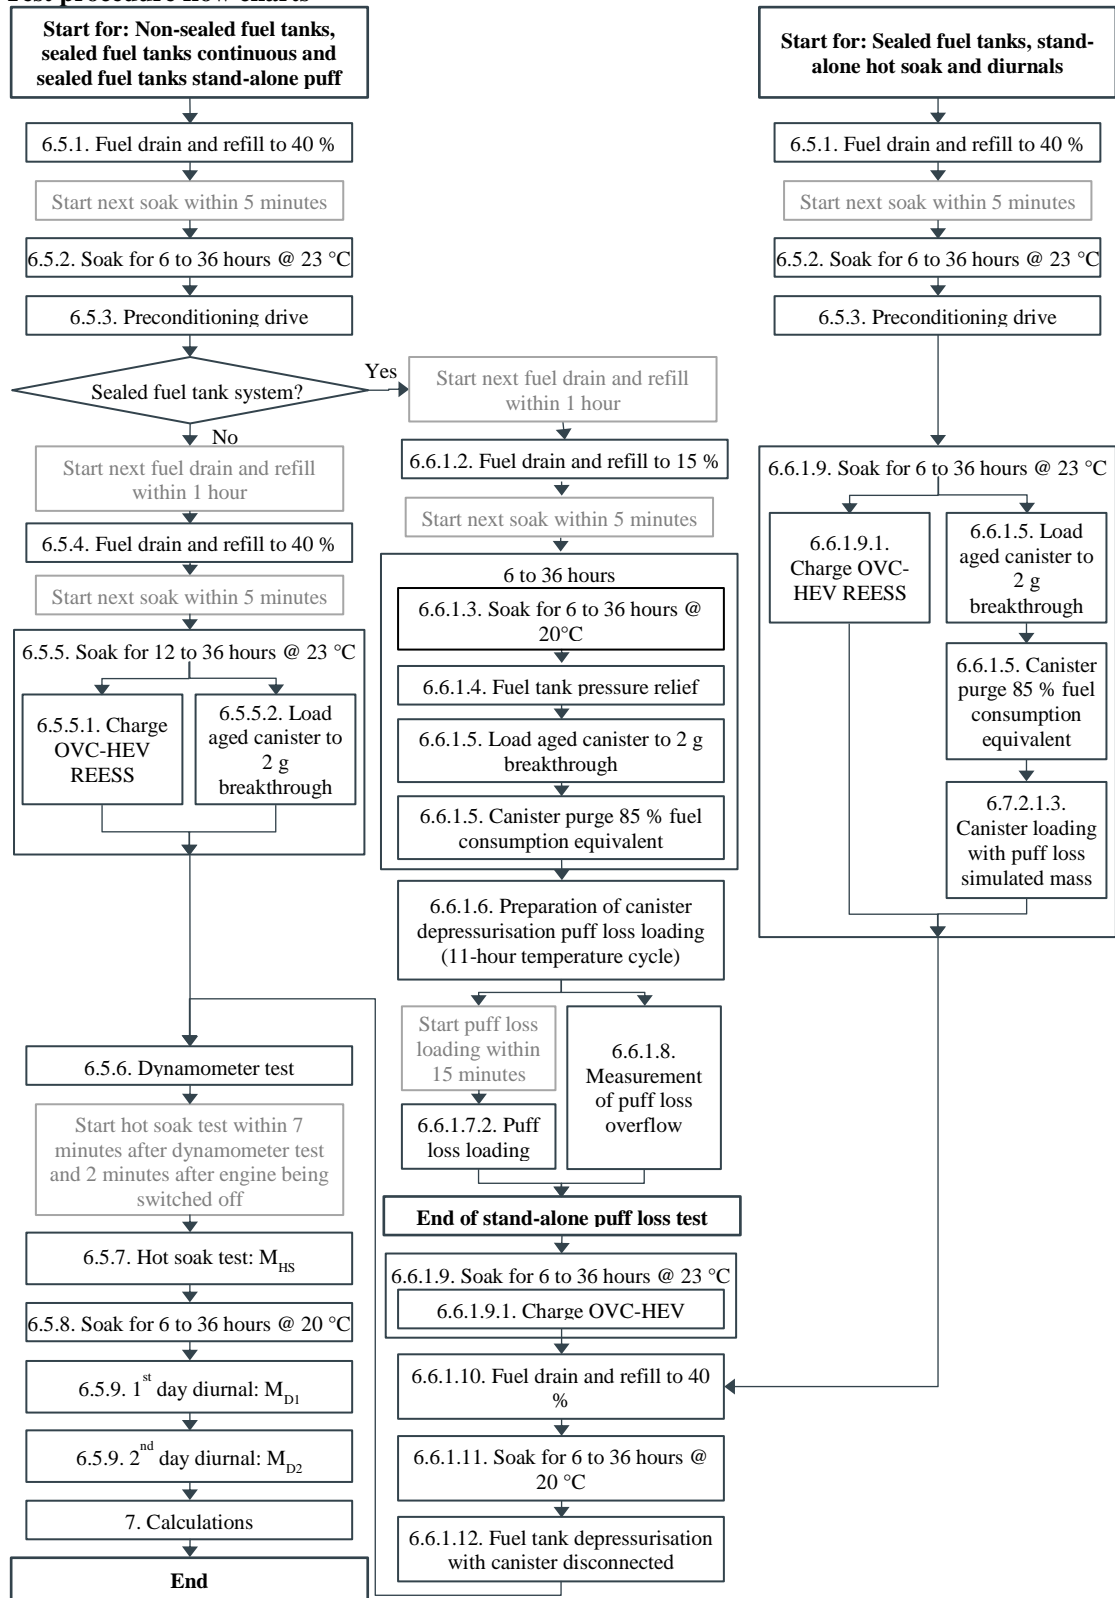 Test procedure flow charts
Start for: Non-sealed fuel tanks,
sealed fuel tanks continuous and
sealed fuel tanks stand-alone puff
6.5.1. Fuel drain and refill to 40 %
Start next soak within 5 minutes
6.5.2. Soak for 6 to 36 hours @ 23 °C
6.5.3. Preconditioning drive
Sealed fuel tank system?
Yes
No
Start next fuel drain and refill
within 1 hour
6.5.4. Fuel drain and refill to 40 %
Start next soak within 5 minutes
6.5.5. Soak for 12 to 36 hours @ 23 °C
6.5.5.1. Charge
OVC-HEV
REESS
6.5.5.2. Load
aged canister to
2 g
breakthrough
6.5.6. Dynamometer test
Start hot soak test within 7
minutes after dynamometer test
and 2 minutes after engine being
switched off
6.5.7. Hot soak test: MHS
6.5.8. Soak for 6 to 36 hours @ 20 °C
6.5.9. 1st day diurnal: MD1
6.5.9. 2nd day diurnal: MD2
7. Calculations
End
Start next fuel drain and refill
within 1 hour
6.6.1.2. Fuel drain and refill to 15 %
Start next soak within 5 minutes
6 to 36 hours
6.6.1.3. Soak for 6 to 36 hours @
20°C
6.6.1.4. Fuel tank pressure relief
6.6.1.5. Load aged canister to 2 g
breakthrough
6.6.1.5. Canister purge 85 % fuel
consumption equivalent
6.6.1.6. Preparation of canister
depressurisation puff loss loading
(11-hour temperature cycle)
Start puff loss
loading within
15 minutes
6.6.1.7.2. Puff
loss loading
6.6.1.8.
Measurement
of puff loss
overflow
End of stand-alone puff loss test
6.6.1.9. Soak for 6 to 36 hours @ 23 °C
6.6.1.9.1. Charge OVC-HEV
6.6.1.10. Fuel drain and refill to 40
%
6.6.1.11. Soak for 6 to 36 hours @
20 °C
6.6.1.12. Fuel tank depressurisation
with canister disconnected
Start for: Sealed fuel tanks, stand-
alone hot soak and diurnals
6.5.1. Fuel drain and refill to 40 %
Start next soak within 5 minutes
6.5.2. Soak for 6 to 36 hours @ 23 °C
6.5.3. Preconditioning drive
6.6.1.9. Soak for 6 to 36 hours @ 23 °C
6.6.1.9.1.
Charge OVC-
HEV REESS
6.6.1.5. Load
aged canister to
2 g
breakthrough
6.6.1.5. Canister
purge 85 % fuel
consumption
equivalent
6.7.2.1.3.
Canister loading
with puff loss
simulated mass